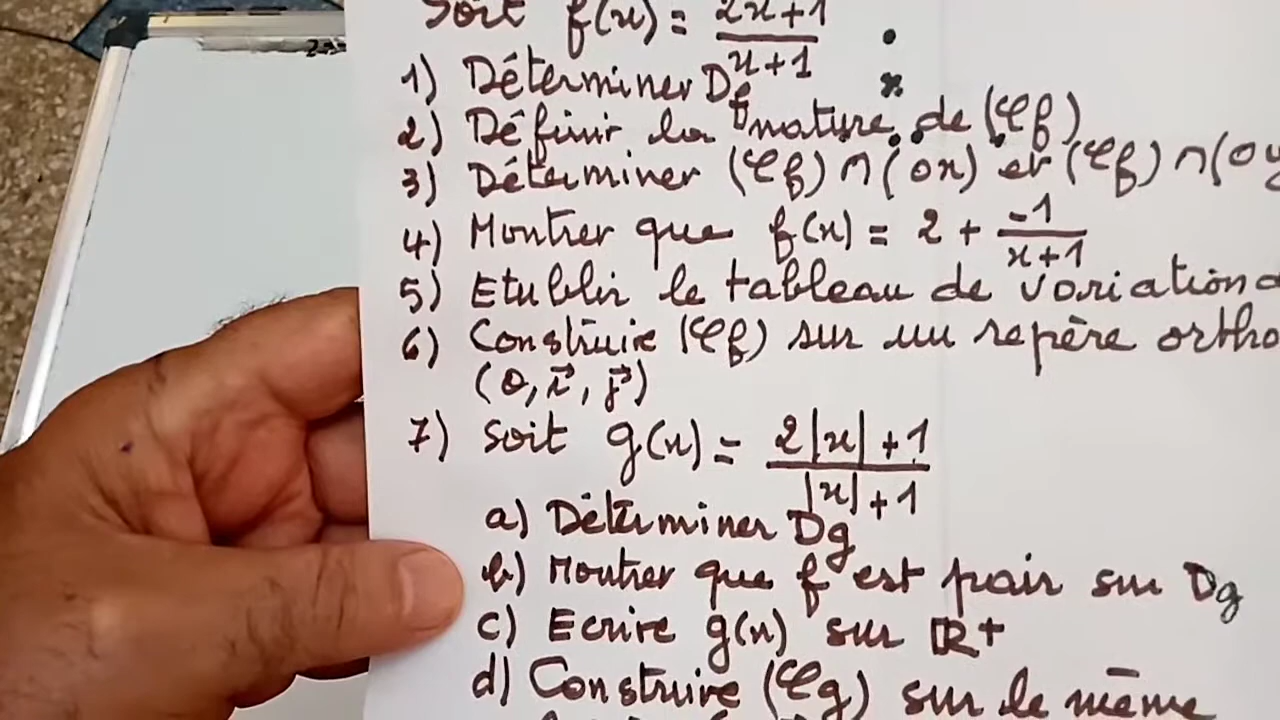 Soit f(x) = 2x+1 / x+1
1) Déterminer Df
2) Définir la nature de (Cf)
3) Déterminer (Cf) ∩ (ox) et (Cf) ∩ (oy
4) Montrer que f(x) = 2 + -1 / x+1
5) Etablir le tableau de variation d
6) Construire (Cf) sur un repère ortho
(O, i⃗, j⃗)
7) Soit g(x) = 2|x| + 1 / |x| + 1
a) Déterminer Dg
b) Montrer que f est pair sur Dg
c) Ecrire g(x) sur ℝ+
d) Construire (Cg) sur le même